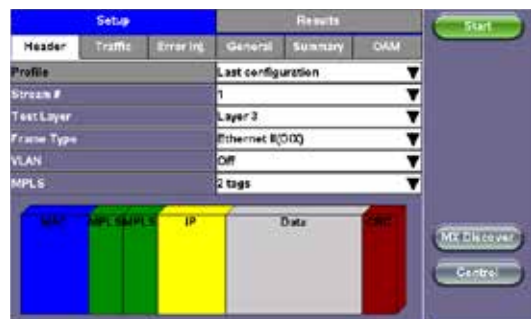 Setup Results
Start
Header Traffic Error Inj. General Summary OAM
Profile Last configuration
Stream # 1
Test Layer Layer 3
Frame Type Ethernet II(DIX)
VLAN Off
MPLS 2 tags
MAC MPLS MPLS IP Data CRC
MX Discover
Control